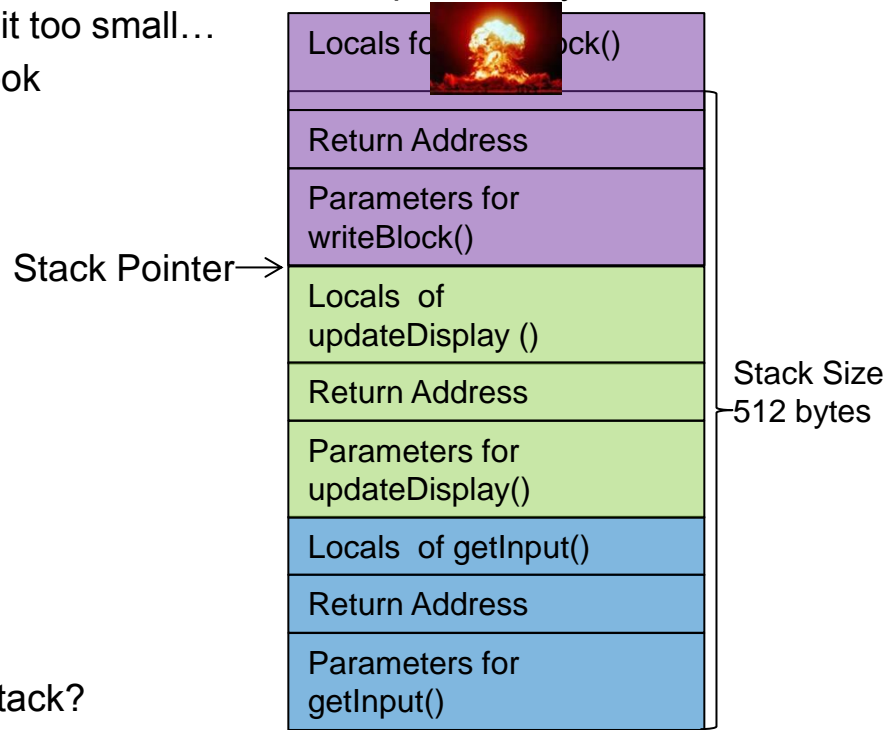 it too small…
ok
Locals fo ock()
Return Address
Parameters for
writeBlock()
Stack Pointer
Locals of
updateDisplay ()
Return Address
Parameters for
updateDisplay()
Locals of getInput()
Return Address
Parameters for
getInput()
Stack Size
512 bytes
tack?